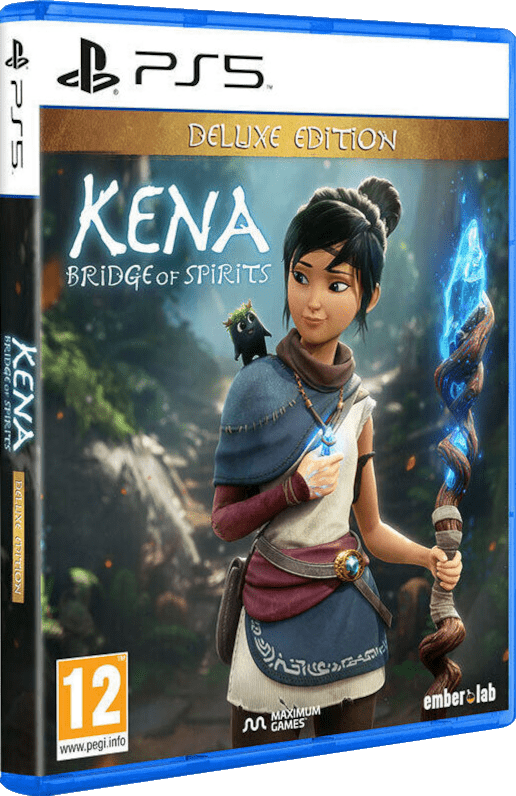 PS5
DELUXE EDITION
KENA
BRIDGE OF SPIRITS
PS5
KENA
BRIDGE OF SPIRITS
DELUXE EDITION
12
www.pegi.info
MAXIMUM
GAMES
ember lab